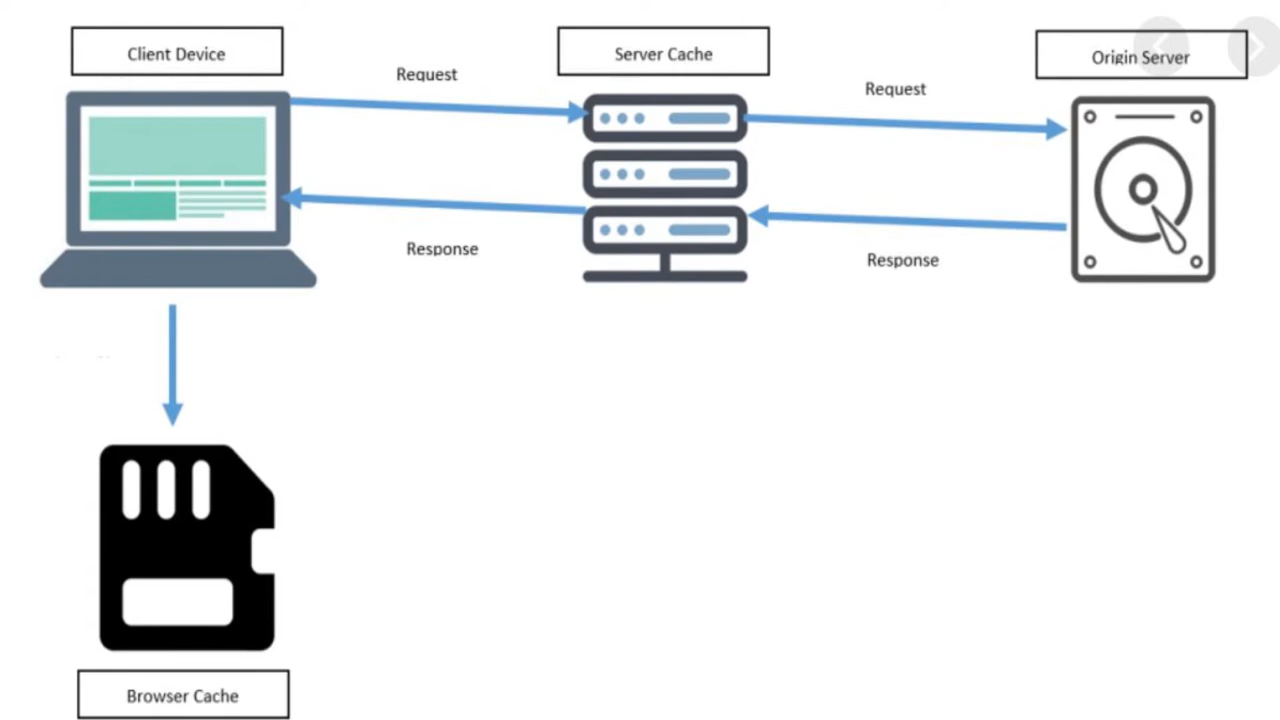 Client Device
Server Cache
Origin Server
Request
Request
Response
Response
Browser Cache